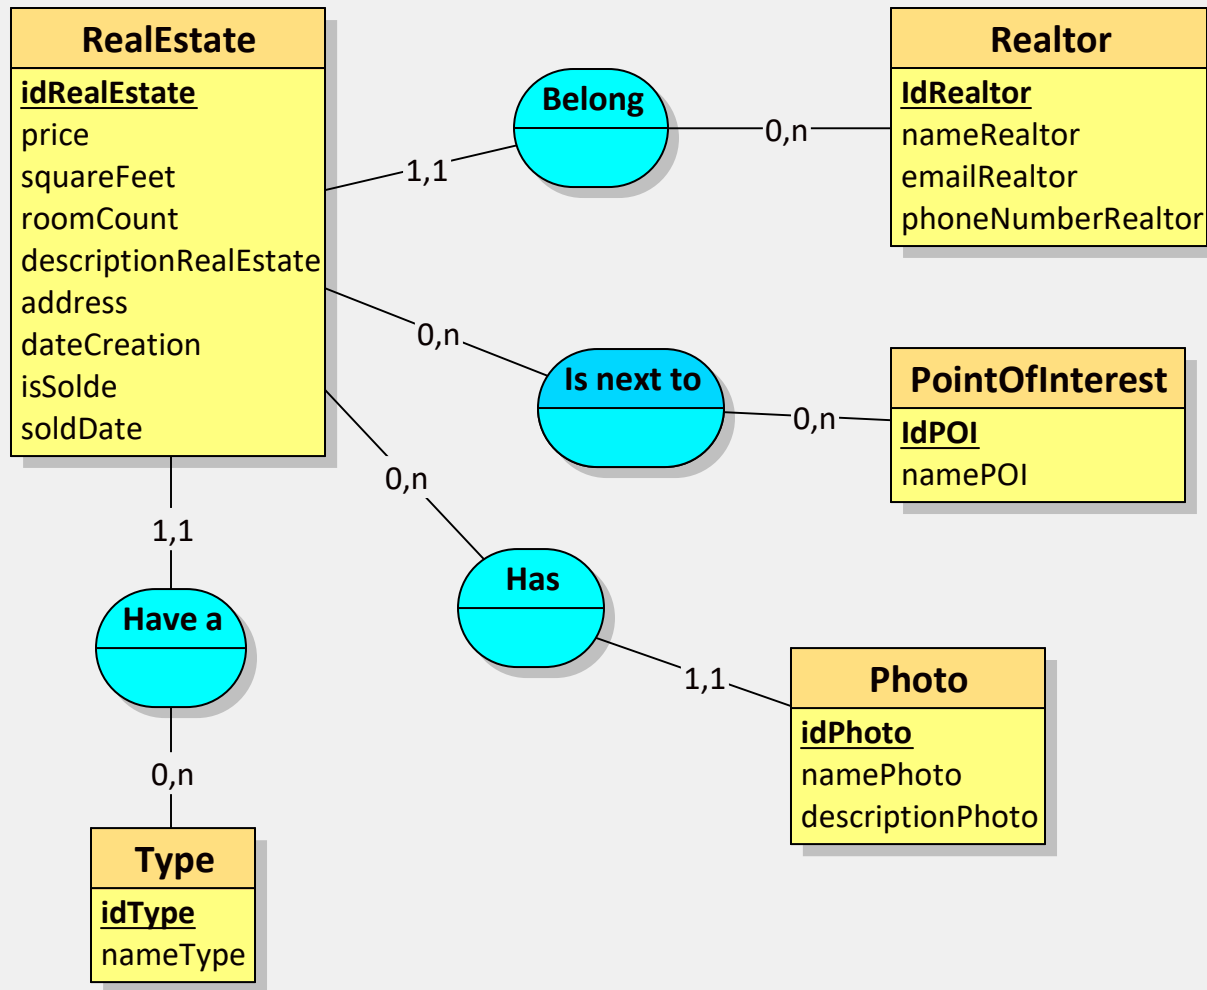 RealEstate
idRealEstate
price
squareFeet
roomCount
descriptionRealEstate
address
dateCreation
isSolde
soldDate
Belong
1,1
0,n
Realtor
IdRealtor
nameRealtor
emailRealtor
phoneNumberRealtor
0,n
Is next to
0,n
PointOfInterest
IdPOI
namePOI
0,n
Has
1,1
Photo
idPhoto
namePhoto
descriptionPhoto
1,1
Have a
0,n
Type
idType
nameType